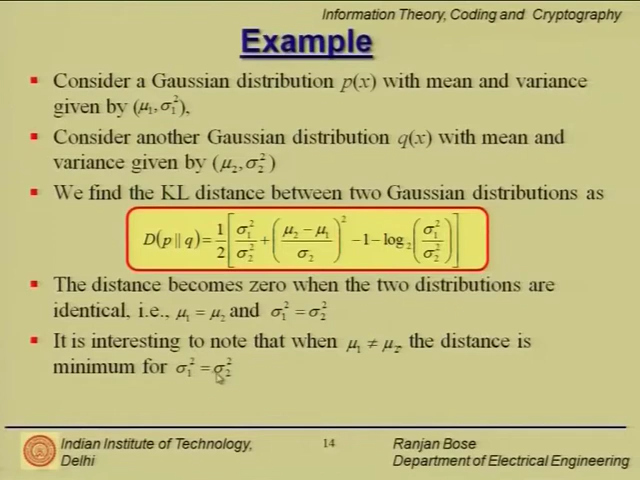 Information Theory, Coding and Cryptography
Example
Consider a Gaussian distribution p(x) with mean and variance
given by (μ₁,σ₁²),
Consider another Gaussian distribution q(x) with mean and
variance given by (μ₂,σ₂²)
We find the KL distance between two Gaussian distributions as
D(p||q)=1/2[σ₁²/σ₂²+((μ₂−μ₁)/σ₂)²−1−log₂(σ₁²/σ₂²)]
The distance becomes zero when the two distributions are
identical, i.e., μ₁=μ₂ and σ₁²=σ₂²
It is interesting to note that when μ₁≠μ₂, the distance is
minimum for σ₁²=σ₂²
Indian Institute of Technology, 14 Ranjan Bose
Delhi Department of Electrical Engineering